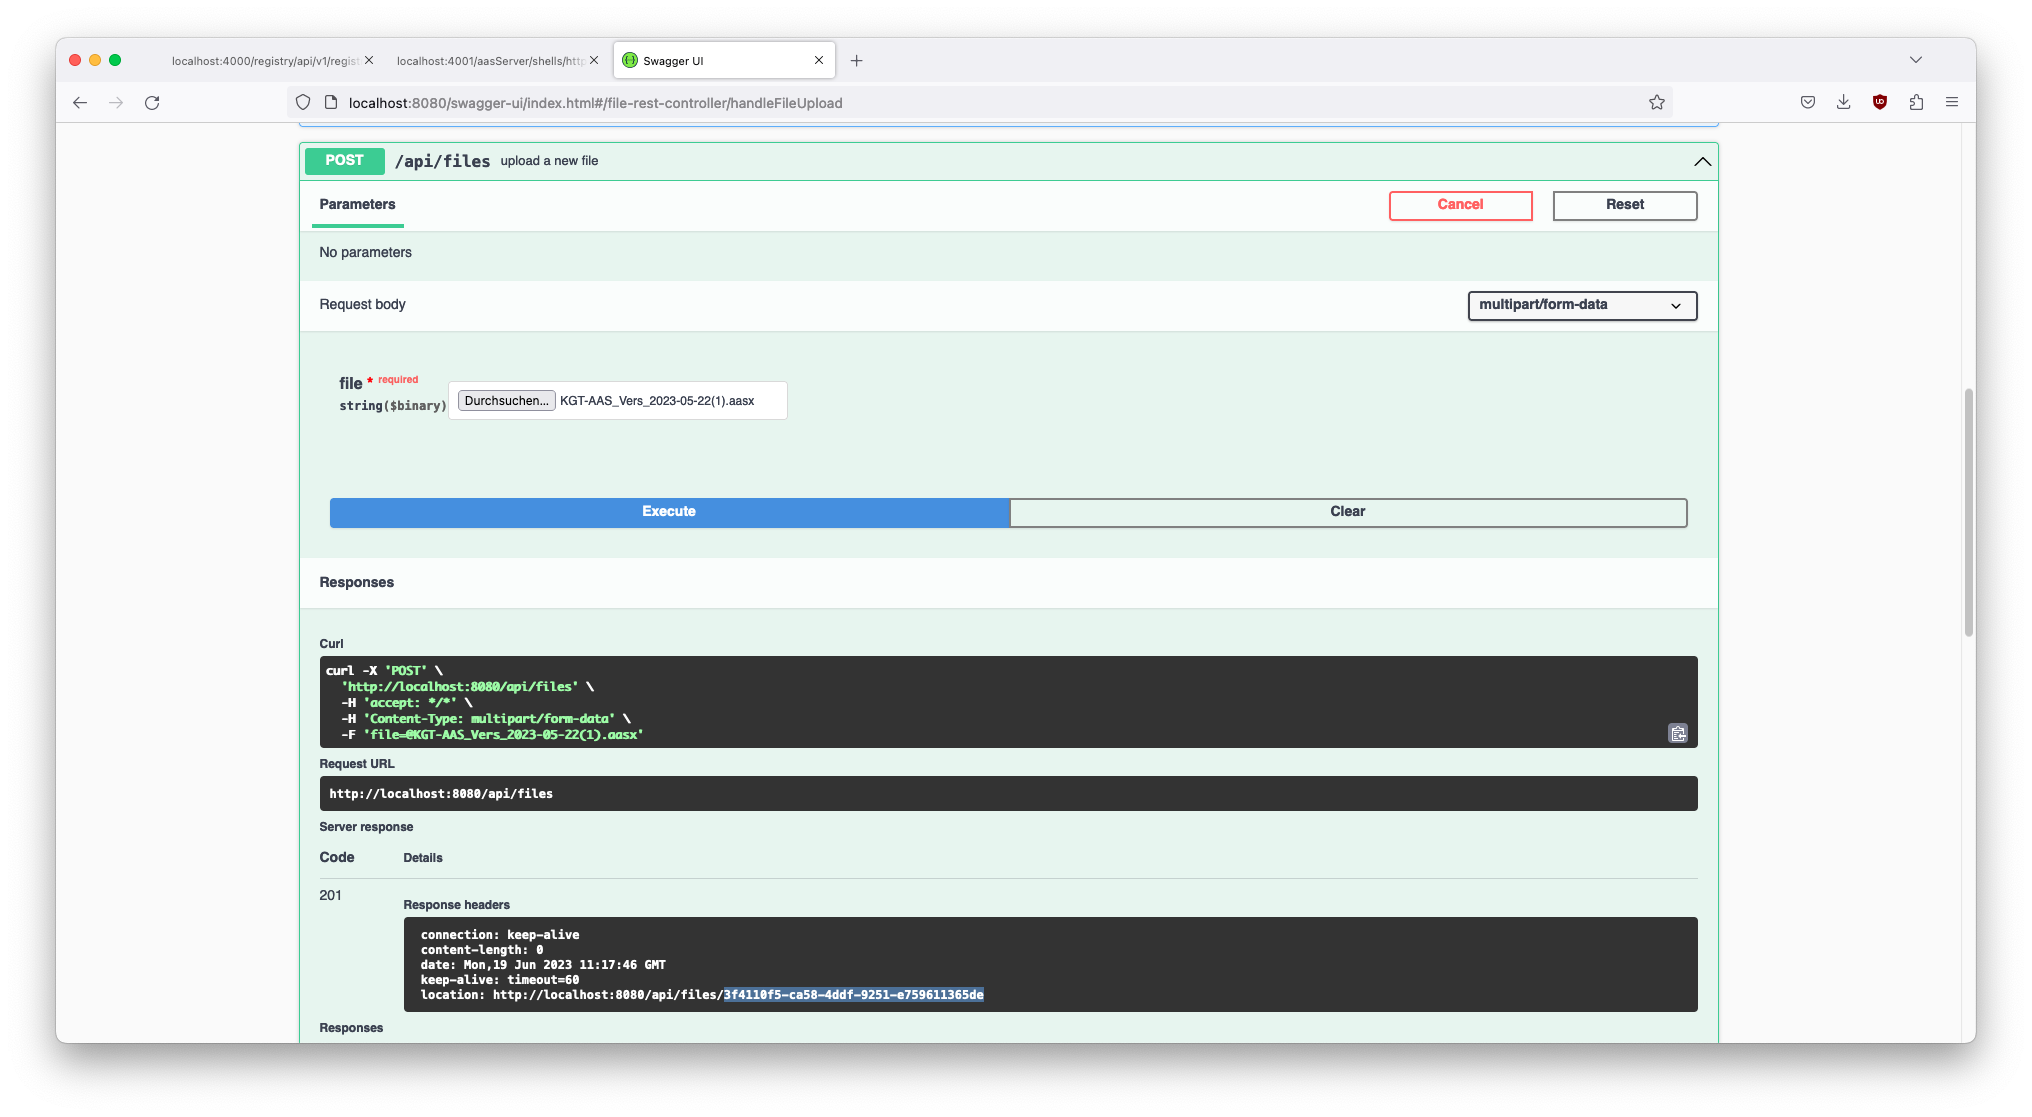 localhost:4000/registry/api/v1/regist
localhost:4001/aasServer/shells/http
Swagger UI
localhost:8080/swagger-ui/index.html#/file-rest-controller/handleFileUpload
POST /api/files upload a new file
Parameters
Cancel
Reset
No parameters
Request body
multipart/form-data
file * required
string($binary)
Durchsuchen... KGT-AAS_Vers_2023-05-22(1).aasx
Execute
Clear
Responses
Curl
curl -X 'POST' \
'http://localhost:8080/api/files' \
-H 'accept: */*' \
-H 'Content-Type: multipart/form-data' \
-F 'file=@KGT-AAS_Vers_2023-05-22(1).aasx'
Request URL
http://localhost:8080/api/files
Server response
Code Details
201
Response headers
connection: keep-alive
content-length: 0
date: Mon,19 Jun 2023 11:17:46 GMT
keep-alive: timeout=60
location: http://localhost:8080/api/files/3f4110f5-ca58-4ddf-9251-e759611365de
Responses